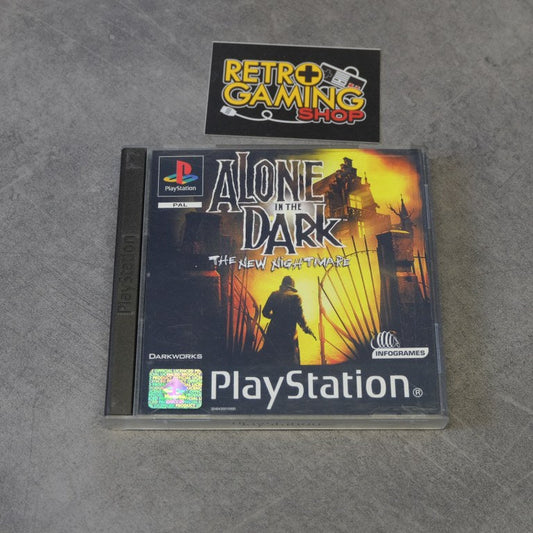 RETRO
GAMING
SHOP
PlayStation
PAL
ALONE
IN THE
DARK
THE NEW NIGHTMARE
PlayStation
DARKWORKS
INFOGRAMES
PlayStation®